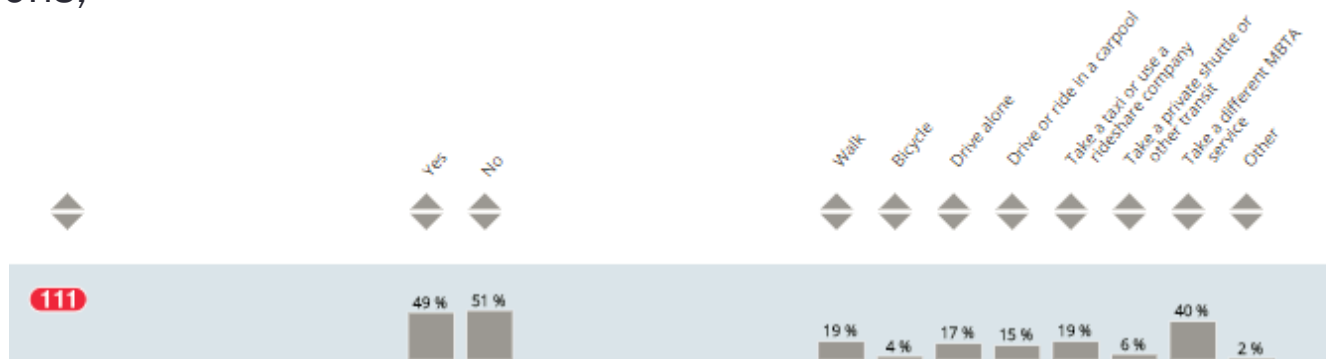 Yes
No
Walk
Bicycle
Drive alone
Drive or ride in a carpool
Take a taxi or use a
rideshare company
Take a private shuttle or
other transit
Take a different MBTA
service
Other
111
49 %
51 %
19 %
4 %
17 %
15 %
19 %
6 %
40 %
2 %